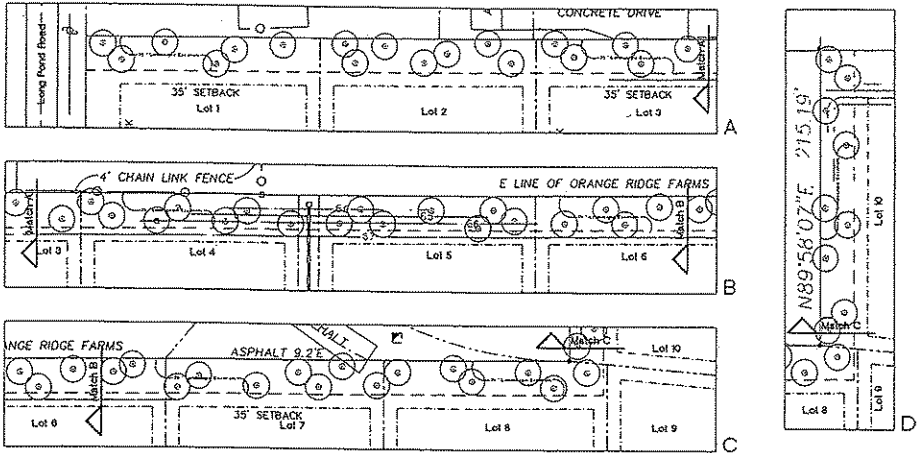 CONCRETE DRIVE
Long Pond Road
Match A
35' SETBACK
35' SETBACK
Lot 1
Lot 2
Lot 3
A
4' CHAIN LINK FENCE
E LINE OF ORANGE RIDGE FARMS
Match A
Match B
Lot 3
Lot 4
Lot 5
Lot 6
B
ANGE RIDGE FARMS
ASPHALT 9.2'E
HALT
Match B
Match C
Lot 10
35' SETBACK
Lot 6
Lot 7
Lot 8
Lot 9
C
N89°58'07"E 215.19'
Lot 10
Match C
Lot 8
Lot 9
D